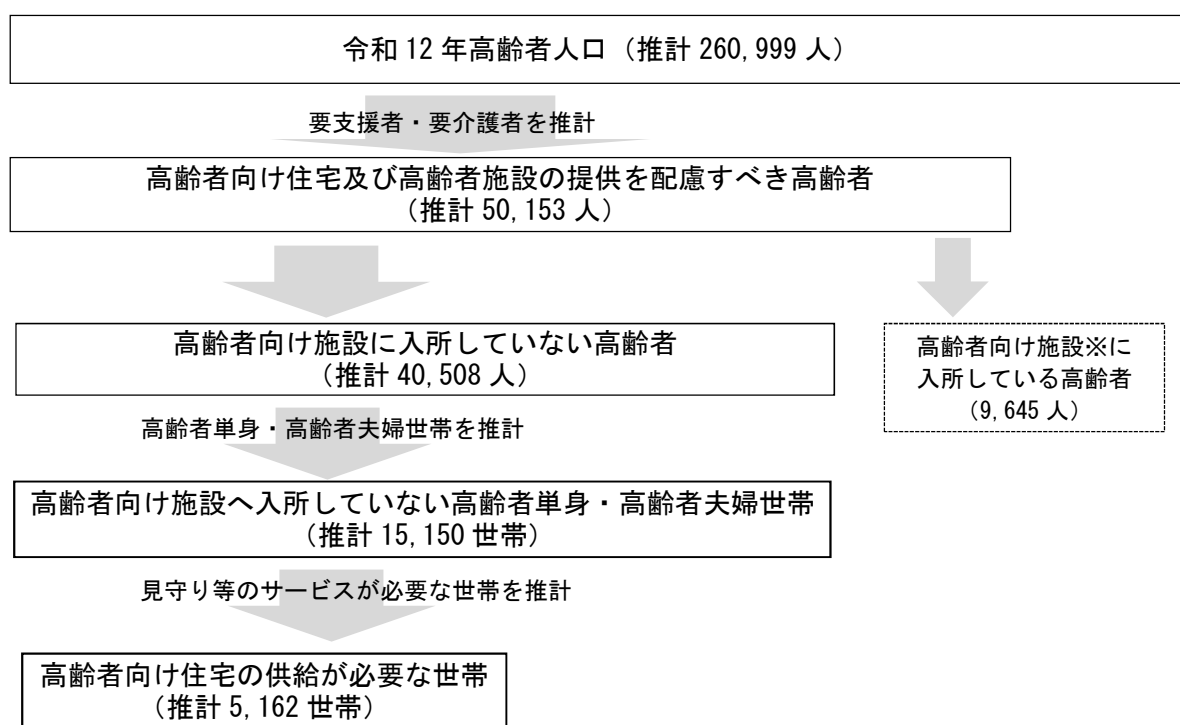 令和 12 年高齢者人口（推計 260,999 人）
要支援者・要介護者を推計
高齢者向け住宅及び高齢者施設の提供を配慮すべき高齢者
（推計 50,153 人）
高齢者向け施設に入所していない高齢者
（推計 40,508 人）
高齢者向け施設※に
入所している高齢者
（9,645 人）
高齢者単身・高齢者夫婦世帯を推計
高齢者向け施設へ入所していない高齢者単身・高齢者夫婦世帯
（推計 15,150 世帯）
見守り等のサービスが必要な世帯を推計
高齢者向け住宅の供給が必要な世帯
（推計 5,162 世帯）